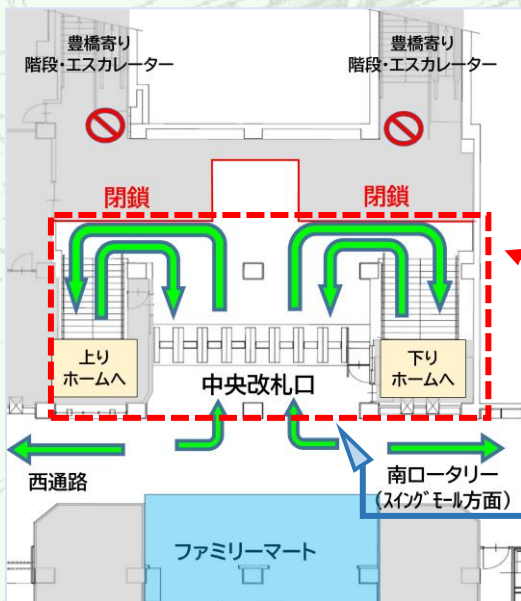 豊橋寄り
階段・エスカレーター
豊橋寄り
階段・エスカレーター
閉鎖
閉鎖
上り
ホームへ
中央改札口
下り
ホームへ
西通路
南ロータリー
(スイングモール方面)
ファミリーマート